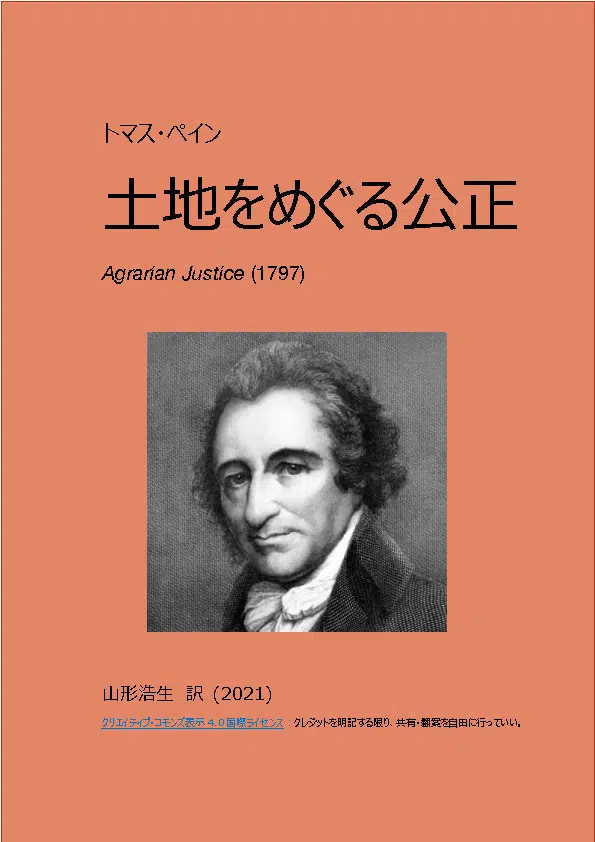 トマス・ペイン
土地をめぐる公正
Agrarian Justice (1797)
山形浩生 訳 (2021)
クリエイティブ・コモンズ表示 4.0 国際ライセンス：クレジットを明記する限り、共有・翻案を自由に行っていい。